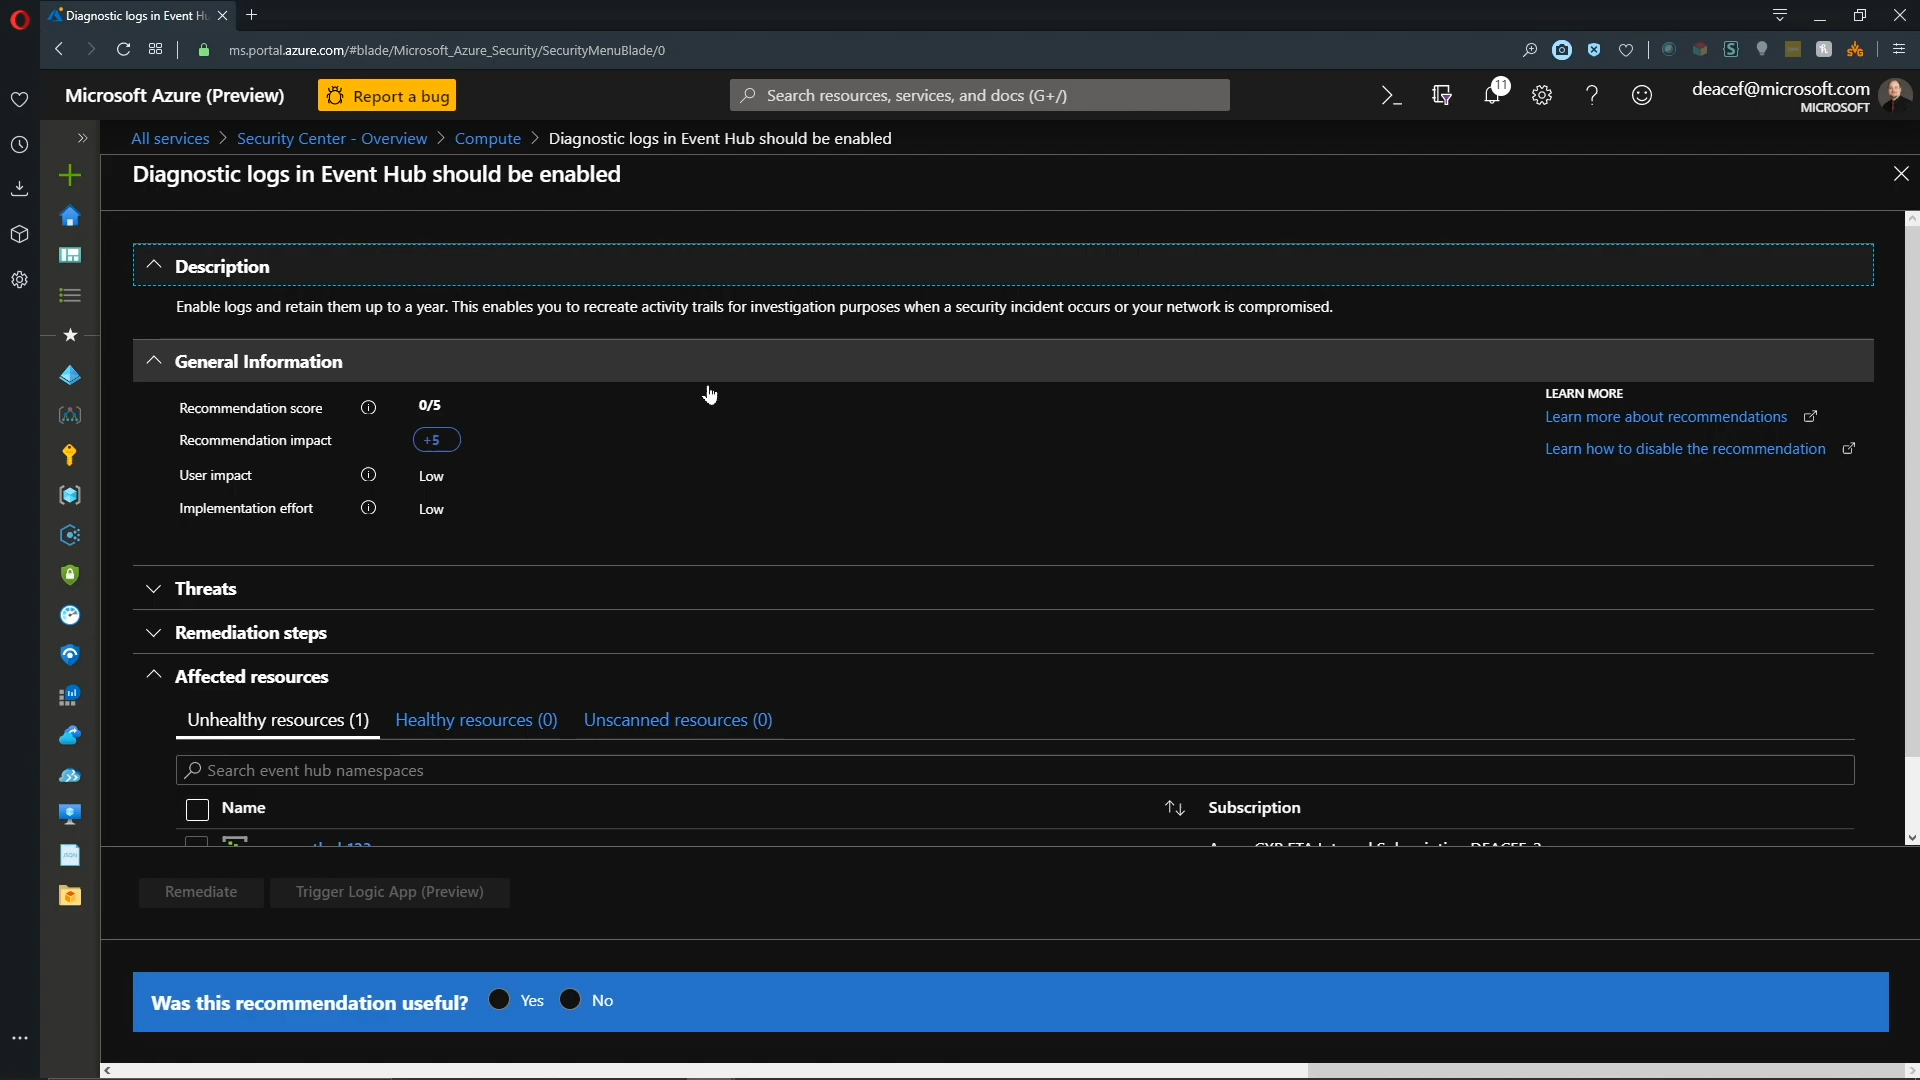 Diagnostic logs in Event H
ms.portal.azure.com/#blade/Microsoft_Azure_Security/SecurityMenuBlade/0
Microsoft Azure (Preview)
Report a bug
Search resources, services, and docs (G+/)
11
deacef@microsoft.com
MICROSOFT
All services > Security Center - Overview > Compute > Diagnostic logs in Event Hub should be enabled
Diagnostic logs in Event Hub should be enabled
Description
Enable logs and retain them up to a year. This enables you to recreate activity trails for investigation purposes when a security incident occurs or your network is compromised.
General Information
Recommendation score 0/5
Recommendation impact +5
User impact Low
Implementation effort Low
LEARN MORE
Learn more about recommendations
Learn how to disable the recommendation
Threats
Remediation steps
Affected resources
Unhealthy resources (1) Healthy resources (0) Unscanned resources (0)
Search event hub namespaces
Name Subscription
Remediate Trigger Logic App (Preview)
Was this recommendation useful? Yes No